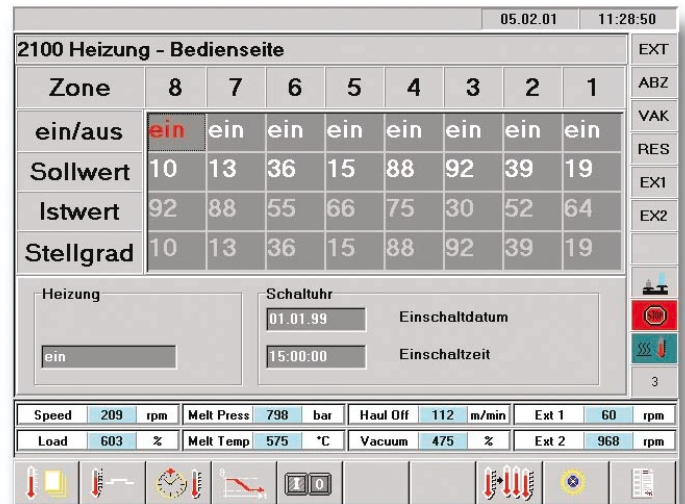 05.02.01 11:28:50
2100 Heizung - Bedienseite
EXT
Zone 8 7 6 5 4 3 2 1
ABZ
ein/aus ein ein ein ein ein ein ein ein
VAK
RES
Sollwert 10 13 36 15 88 92 39 19
EX1
Istwert 92 88 55 66 75 30 52 64
EX2
Stellgrad 10 13 36 15 88 92 39 19
Heizung
ein
Schaltuhr
01.01.99 Einschaltdatum
15:00:00 Einschaltzeit
STOP
3
Speed 209 rpm Melt Press 798 bar Haul Off 112 m/min Ext 1 60 rpm
Load 603 % Melt Temp 575 °C Vacuum 475 % Ext 2 968 rpm
I 0